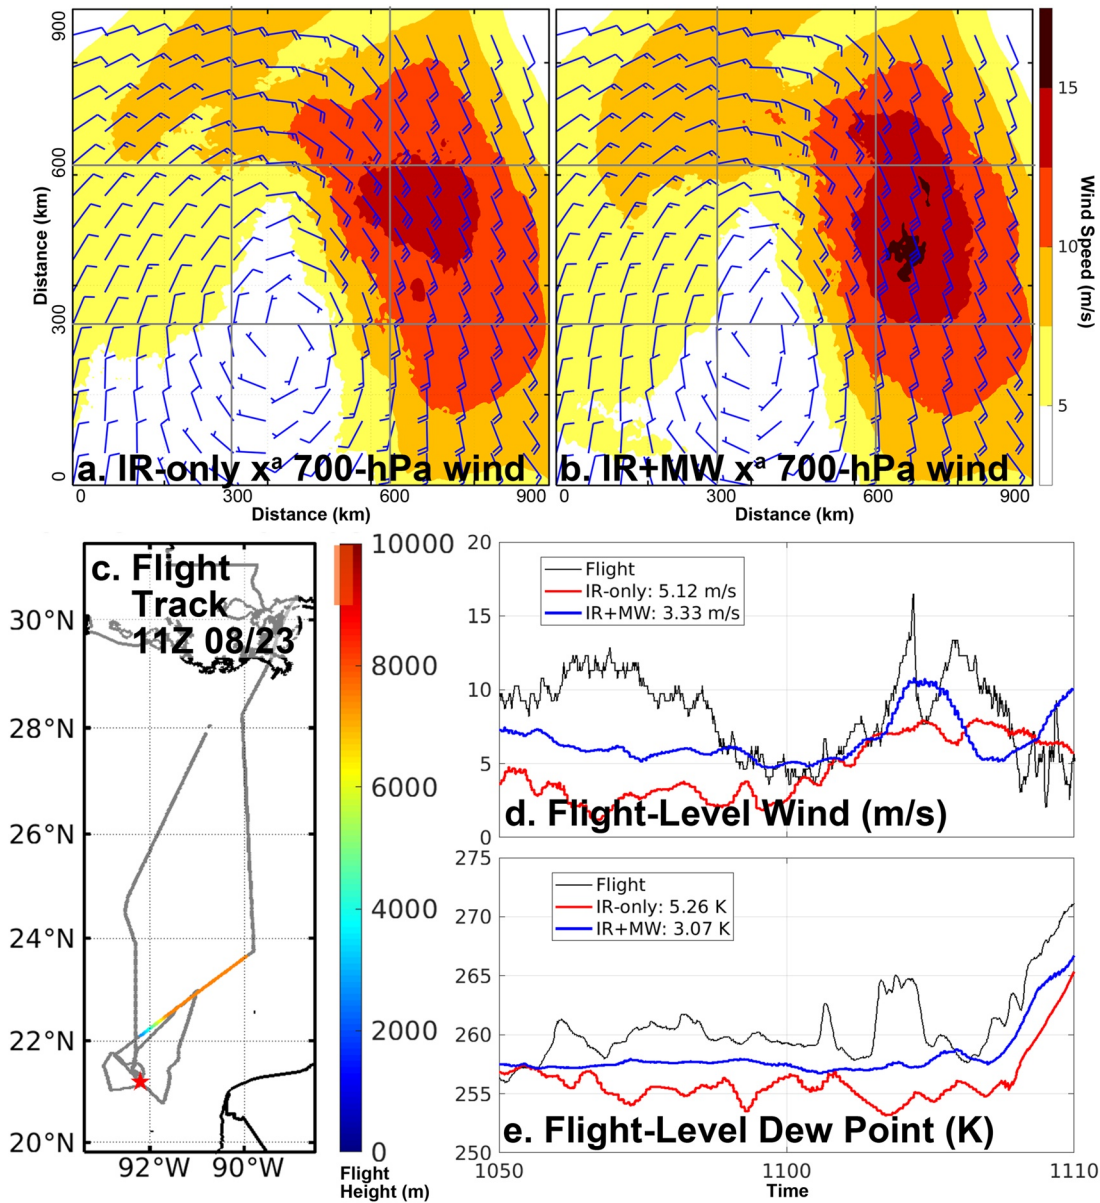 900
600
300
0
Distance (km)
a. IR-only xᵃ 700-hPa wind
0 300 600 900
Distance (km)
b. IR+MW xᵃ 700-hPa wind
0 300 600 900
Distance (km)
15
10
5
Wind Speed (m/s)
c. Flight
Track
11Z 08/23
30°N
28°N
26°N
24°N
22°N
20°N
92°W 90°W
10000
8000
6000
4000
2000
0
Flight
Height (m)
20
15
10
5
0
Flight
IR-only: 5.12 m/s
IR+MW: 3.33 m/s
d. Flight-Level Wind (m/s)
275
270
265
260
255
250
Flight
IR-only: 5.26 K
IR+MW: 3.07 K
e. Flight-Level Dew Point (K)
1050 1100 1110
Time